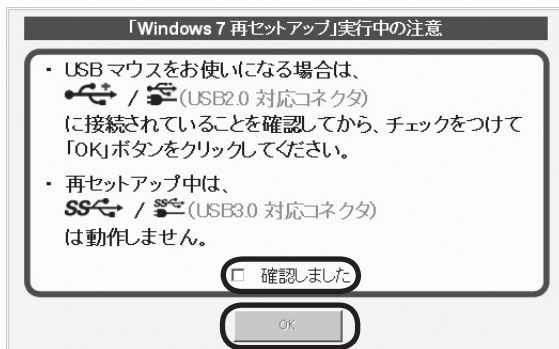 「Windows 7 再セットアップ」実行中の注意
・ USB マウスをお使いになる場合は、
/ (USB2.0 対応コネクタ)
に接続されていることを確認してから、チェックをつけて
「OK」ボタンをクリックしてください。
・ 再セットアップ中は、
SS / SS (USB3.0 対応コネクタ)
は動作しません。
確認しました
OK